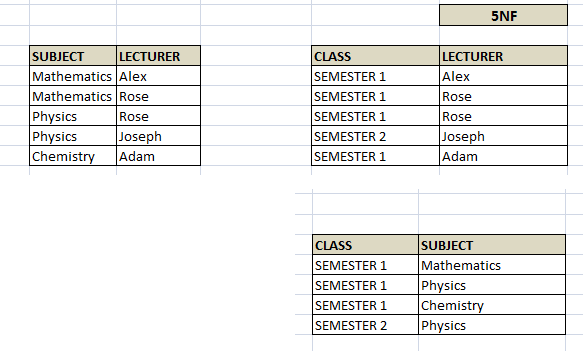 5NF
SUBJECT LECTURER
Mathematics Alex
Mathematics Rose
Physics Rose
Physics Joseph
Chemistry Adam
CLASS LECTURER
SEMESTER 1 Alex
SEMESTER 1 Rose
SEMESTER 1 Rose
SEMESTER 2 Joseph
SEMESTER 1 Adam
CLASS SUBJECT
SEMESTER 1 Mathematics
SEMESTER 1 Physics
SEMESTER 1 Chemistry
SEMESTER 2 Physics